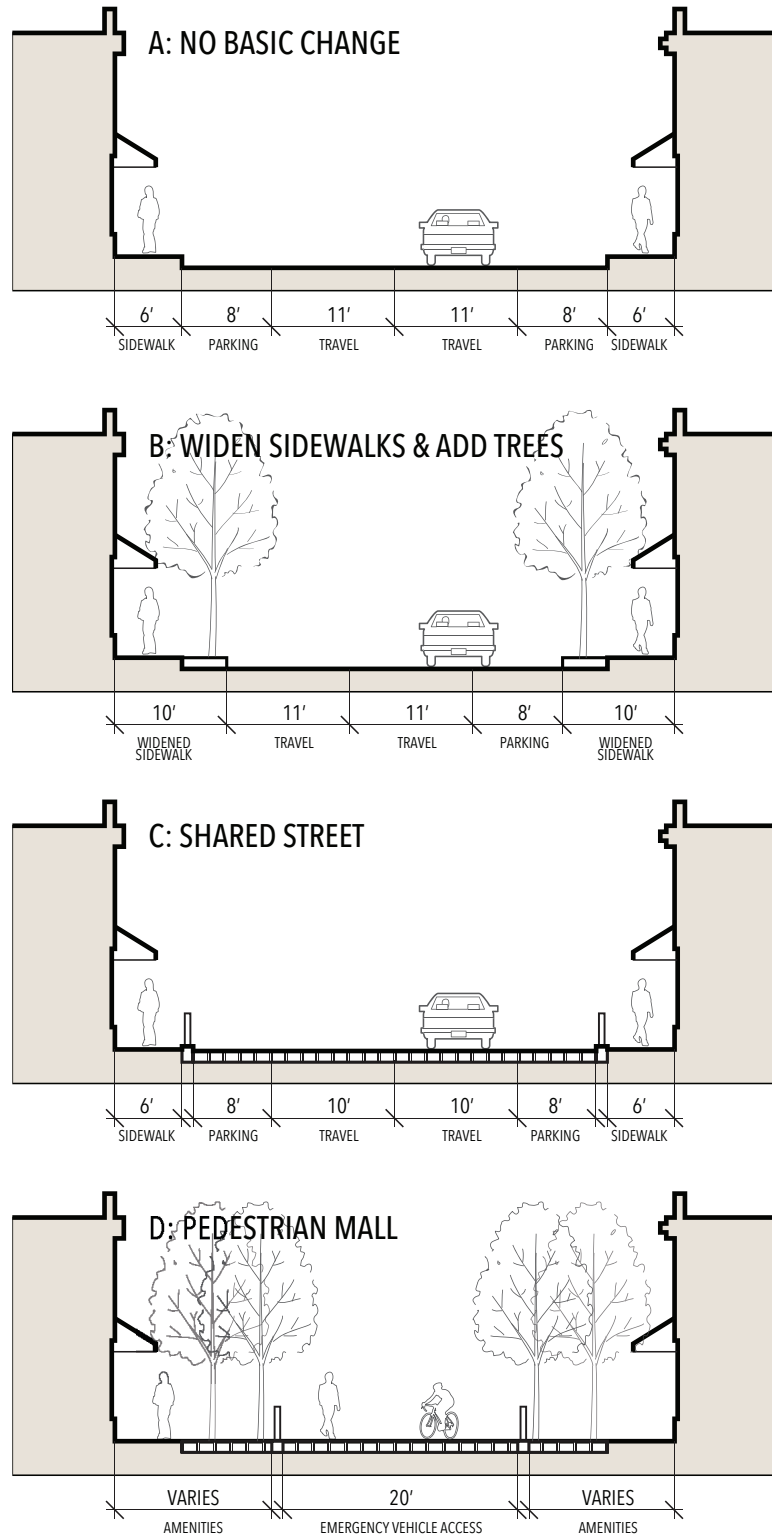 A: NO BASIC CHANGE
6' 8' 11' 11' 8' 6'
SIDEWALK PARKING TRAVEL TRAVEL PARKING SIDEWALK
B: WIDEN SIDEWALKS & ADD TREES
10' 11' 11' 8' 10'
WIDENED TRAVEL TRAVEL PARKING WIDENED
SIDEWALK SIDEWALK
C: SHARED STREET
6' 8' 10' 10' 8' 6'
SIDEWALK PARKING TRAVEL TRAVEL PARKING SIDEWALK
D: PEDESTRIAN MALL
VARIES 20' VARIES
AMENITIES EMERGENCY VEHICLE ACCESS AMENITIES